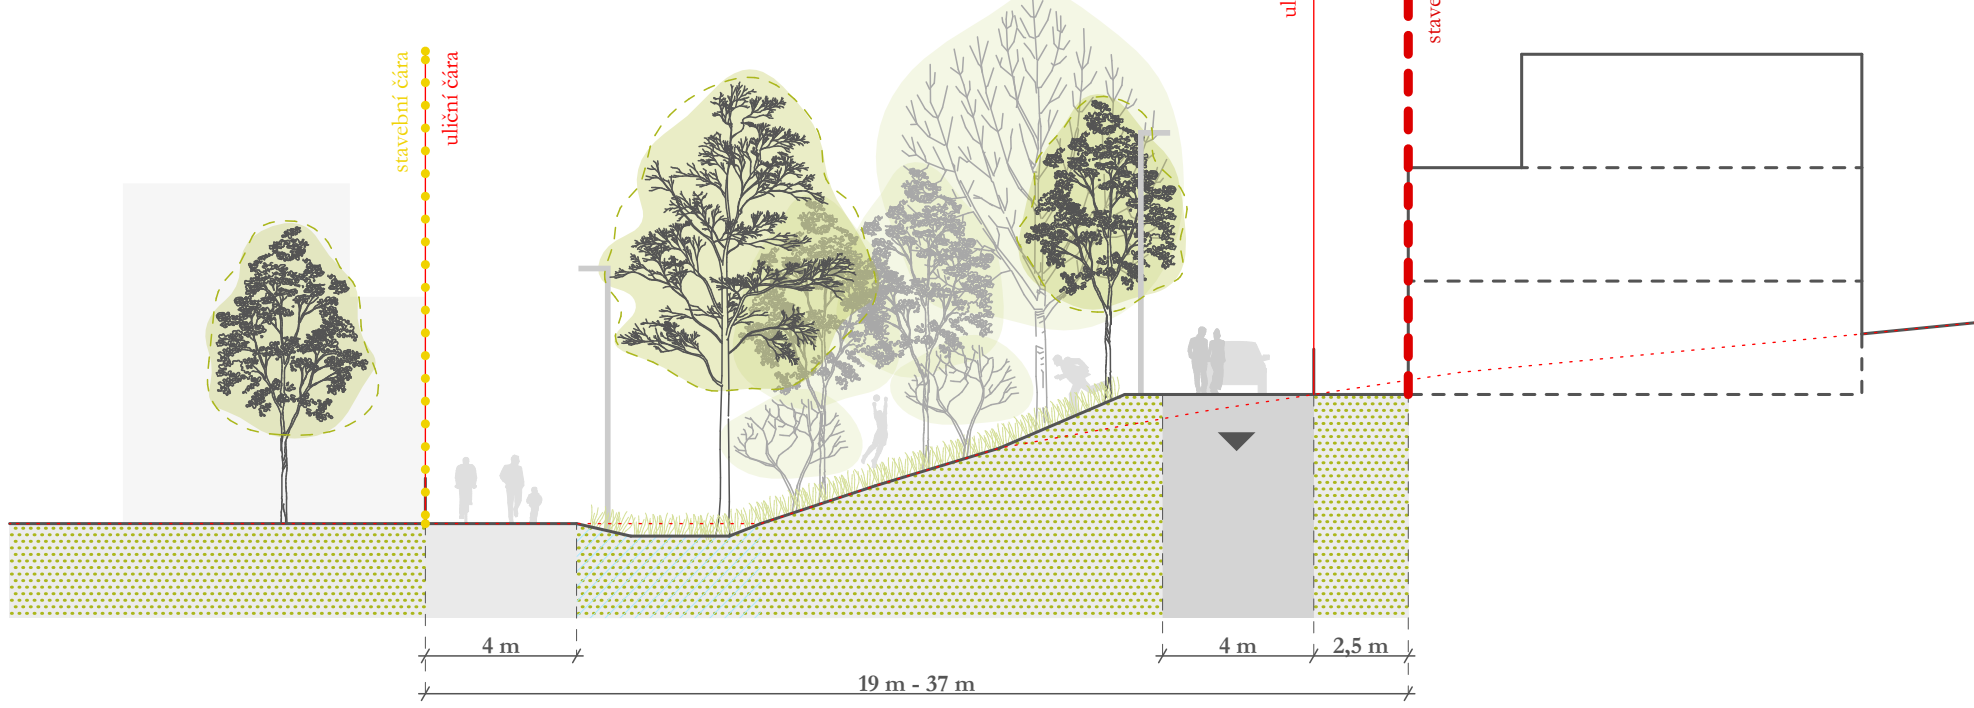 stavební čára
uliční čára
4 m
4 m
2,5 m
19 m - 37 m